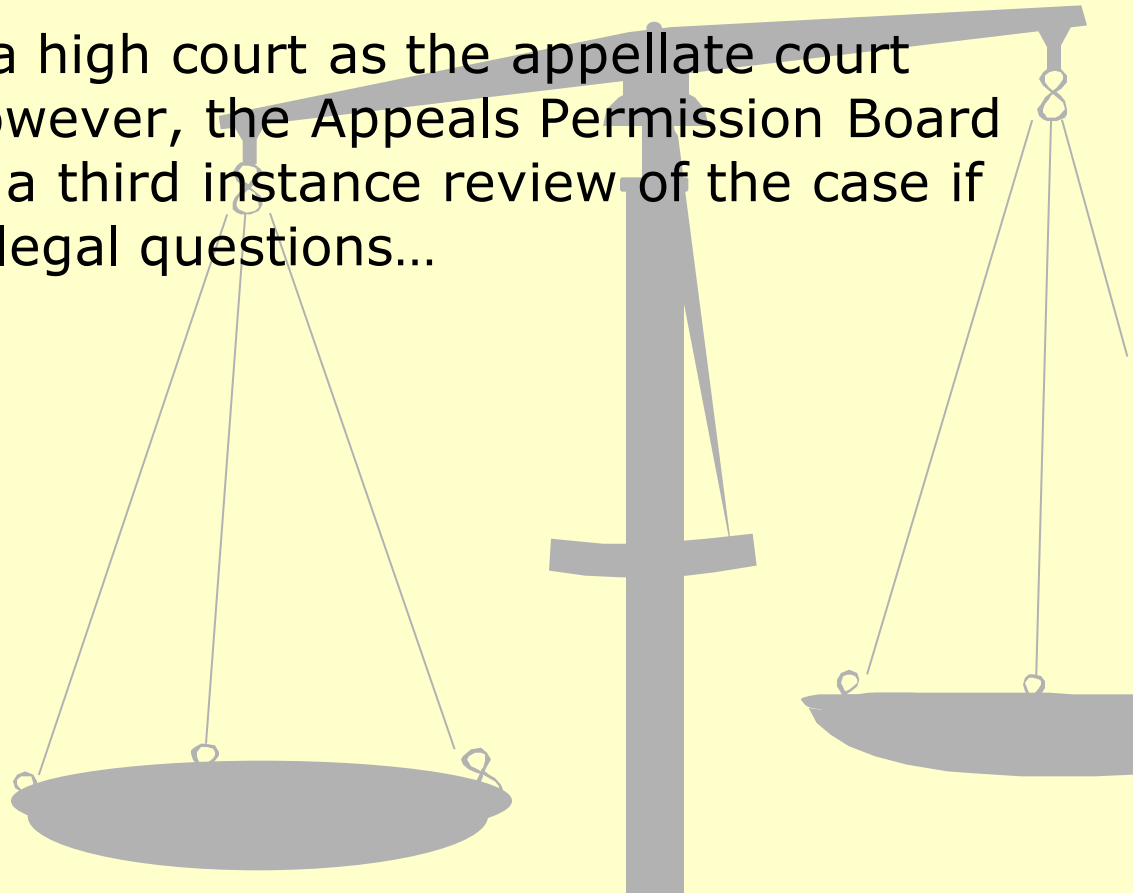 a high court as the appellate court
wever, the Appeals Permission Board
a third instance review of the case if
legal questions…